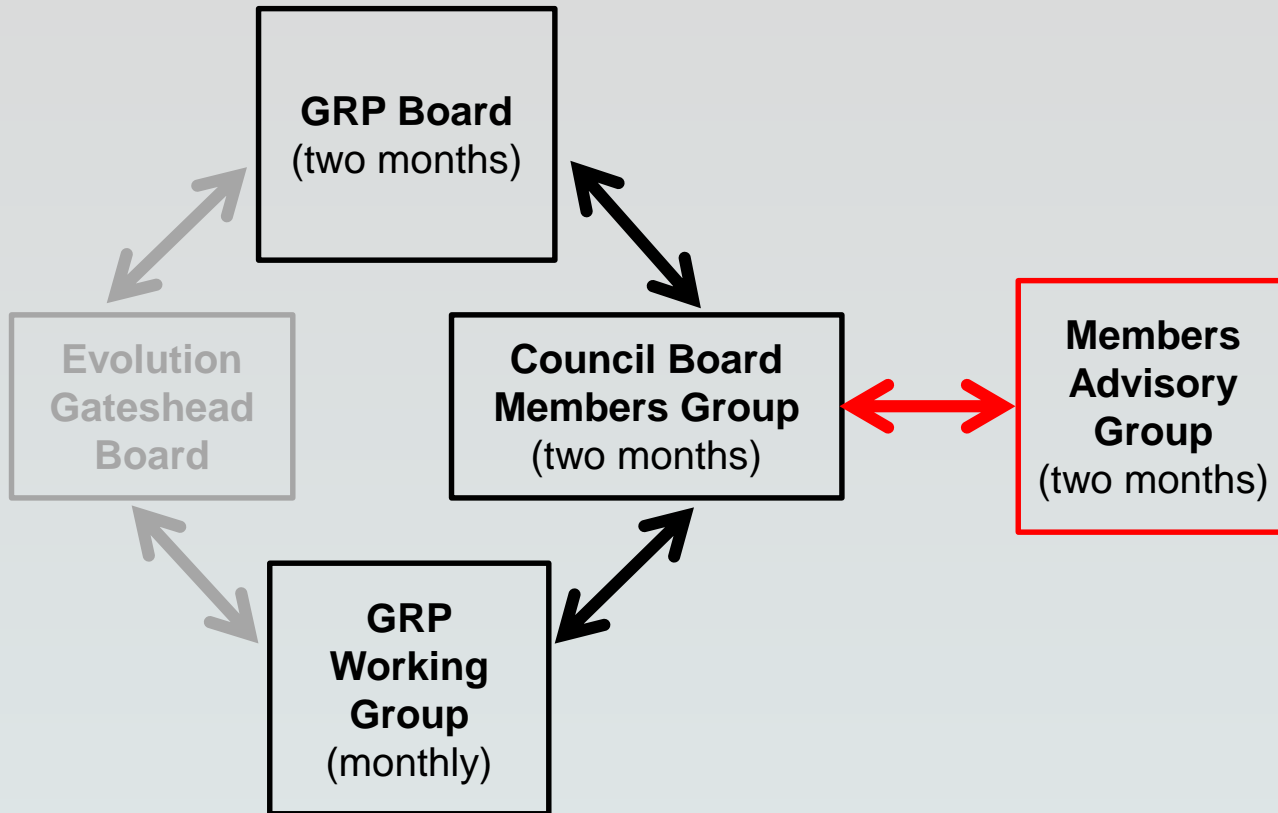 GRP Board
(two months)
Evolution
Gateshead
Board
Council Board
Members Group
(two months)
Members
Advisory
Group
(two months)
GRP
Working
Group
(monthly)